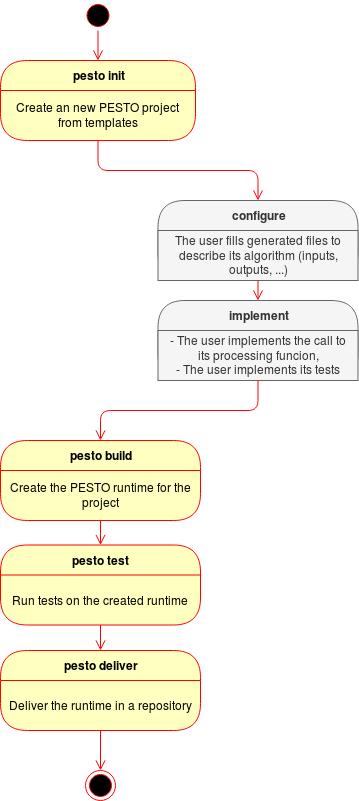 pesto init
Create an new PESTO project
from templates
configure
The user fills generated files to
describe its algorithm (inputs,
outputs, ...)
implement
- The user implements the call to
its processing funcion,
- The user implements its tests
pesto build
Create the PESTO runtime for the
project
pesto test
Run tests on the created runtime
pesto deliver
Deliver the runtime in a repository